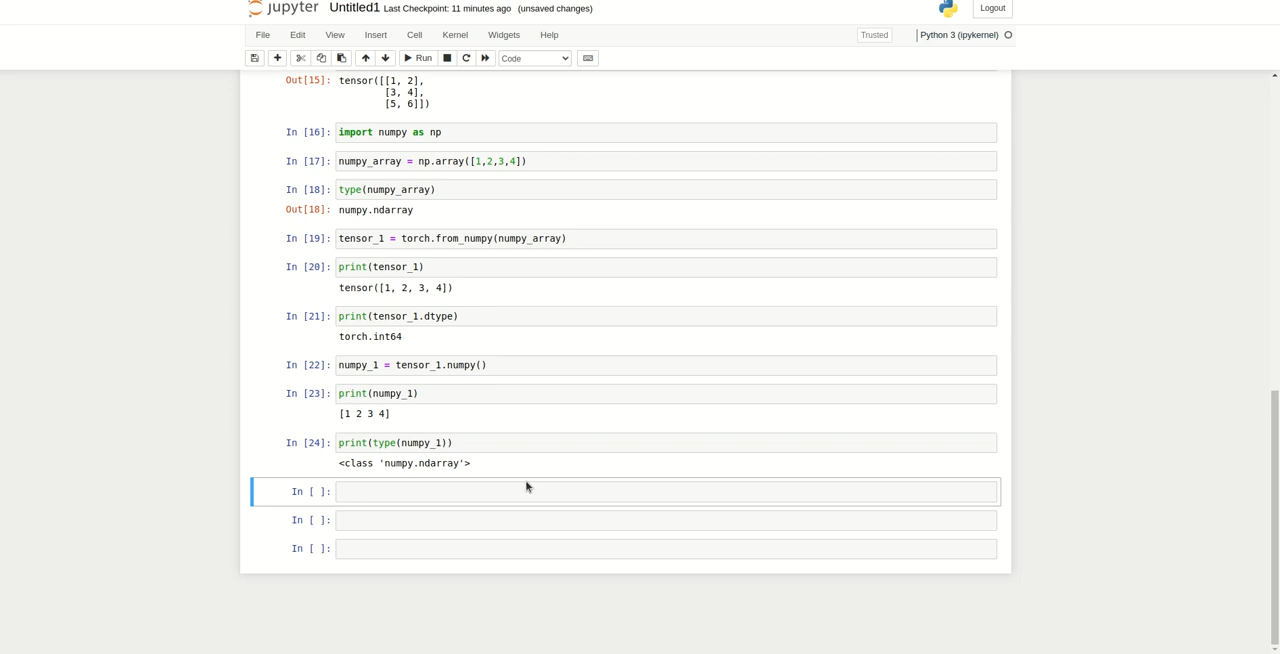 jupyter Untitled1 Last Checkpoint: 11 minutes ago (unsaved changes) Logout
File Edit View Insert Cell Kernel Widgets Help Trusted Python 3 (ipykernel)
Run Code
Out[15]: tensor([[1, 2],
[3, 4],
[5, 6]])
In [16]: import numpy as np
In [17]: numpy_array = np.array([1,2,3,4])
In [18]: type(numpy_array)
Out[18]: numpy.ndarray
In [19]: tensor_1 = torch.from_numpy(numpy_array)
In [20]: print(tensor_1)
tensor([1, 2, 3, 4])
In [21]: print(tensor_1.dtype)
torch.int64
In [22]: numpy_1 = tensor_1.numpy()
In [23]: print(numpy_1)
[1 2 3 4]
In [24]: print(type(numpy_1))
<class 'numpy.ndarray'>
In [ ]:
In [ ]:
In [ ]: